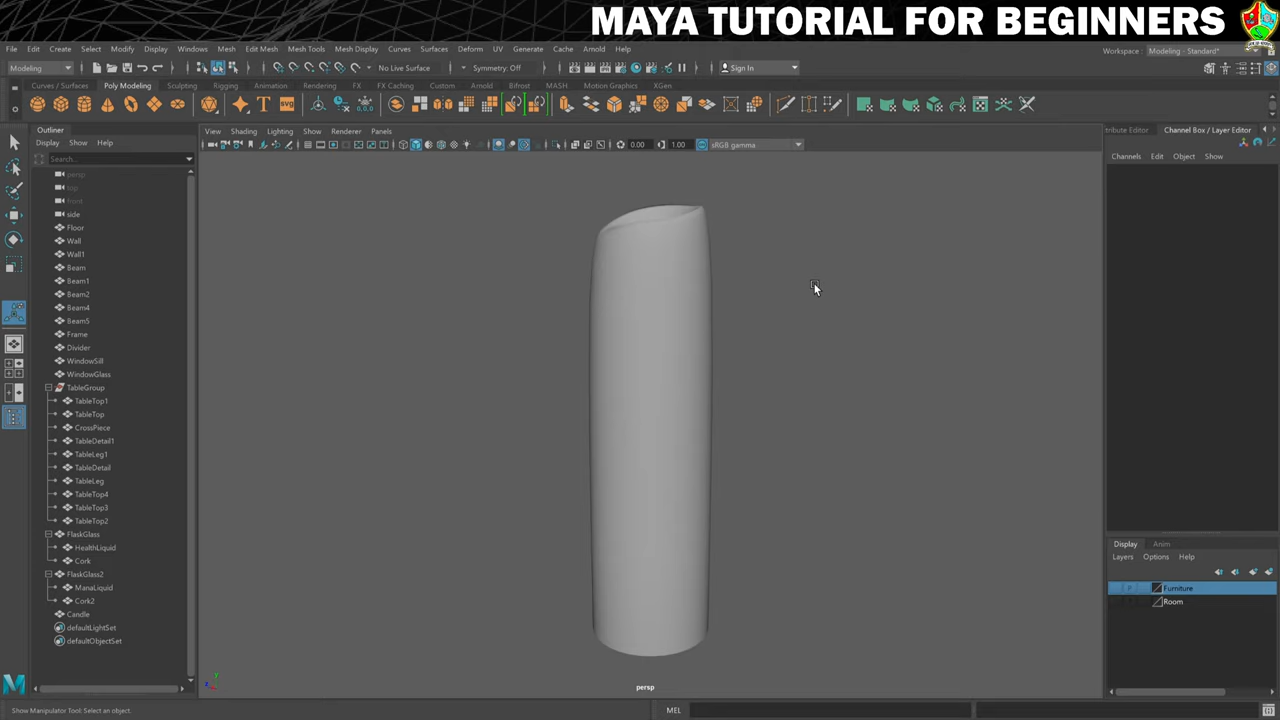 MAYA TUTORIAL FOR BEGINNERS
File Edit Create Select Modify Display Windows Mesh Edit Mesh Mesh Tools Mesh Display Curves Surfaces Deform UV Generate Cache Arnold Help
Workspace : Modeling - Standard*
Modeling
No Live Surface
Symmetry: Off
Sign In
Curves / Surfaces Poly Modeling Sculpting Rigging Animation Rendering FX FX Caching Custom Arnold Bifrost MASH Motion Graphics XGen
Outliner
Display Show Help
Search...
persp
top
front
side
Floor
Wall
Wall1
Beam
Beam1
Beam2
Beam4
Beam5
Frame
Divider
WindowSill
WindowGlass
TableGroup
TableTop1
TableTop
CrossPiece
TableDetail1
TableLeg1
TableDetail
TableLeg
TableTop4
TableTop3
TableTop2
FlaskGlass
HealthLiquid
Cork
FlaskGlass2
ManaLiquid
Cork2
Candle
defaultLightSet
defaultObjectSet
View Shading Lighting Show Renderer Panels
0.00 1.00 sRGB gamma
persp
Channel Box / Layer Editor
Channels Edit Object Show
Display Anim
Layers Options Help
P Furniture
Room
Show Manipulator Tool: Select an object.
MEL